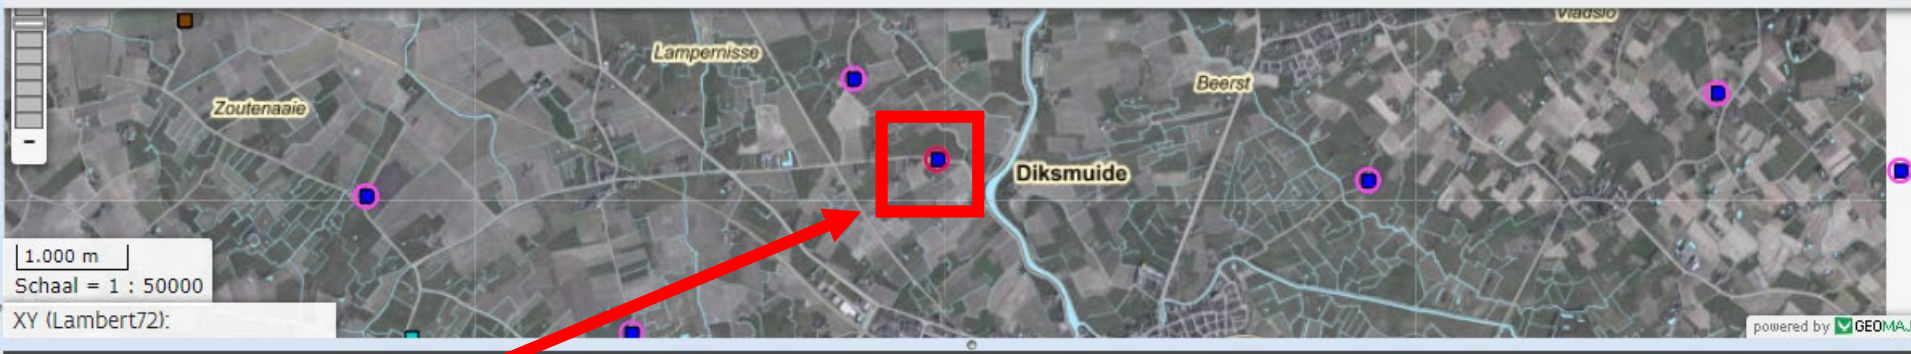 Vladslo
Lampernisse
Beerst
Zoutenaaie
Diksmuide
-
1.000 m
Schaal = 1 : 50000
XY (Lambert72):
powered by GEOMAJ